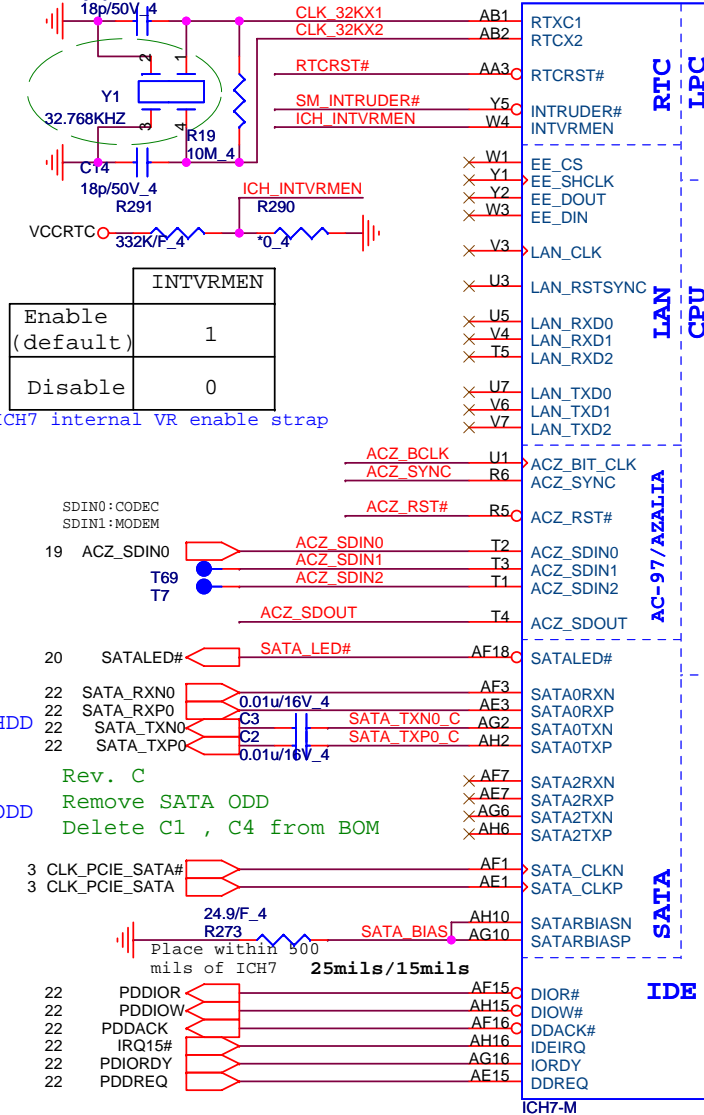 18p/50V_4
CLK_32KX1
AB1
RTXC1
CLK_32KX2
AB2
RTCX2
2
1
RTCRST#
AA3
RTCRST#
Y1
SM_INTRUDER#
Y5
INTRUDER#
32.768KHZ
ICH_INTVRMEN
W4
INTVRMEN
3
4
R19
10M_4
C14
18p/50V_4
RTC
LPC
R291
ICH_INTVRMEN
R290
VCCRTC
332K/F_4
*0_4
W1
EE_CS
Y1
EE_SHCLK
Y2
EE_DOUT
W3
EE_DIN
V3
LAN_CLK
U3
LAN_RSTSYNC
U5
LAN_RXD0
V4
LAN_RXD1
T5
LAN_RXD2
U7
LAN_TXD0
V6
LAN_TXD1
V7
LAN_TXD2
LAN
CPU
INTVRMEN
Enable
(default)
1
Disable
0
ICH7 internal VR enable strap
ACZ_BCLK
U1
ACZ_BIT_CLK
ACZ_SYNC
R6
ACZ_SYNC
ACZ_RST#
R5
ACZ_RST#
SDIN0:CODEC
SDIN1:MODEM
19
ACZ_SDIN0
ACZ_SDIN0
T2
ACZ_SDIN0
T69
ACZ_SDIN1
T3
ACZ_SDIN1
T7
ACZ_SDIN2
T1
ACZ_SDIN2
ACZ_SDOUT
T4
ACZ_SDOUT
AC-97/AZALIA
20
SATALED#
SATA_LED#
AF18
SATALED#
22
SATA_RXN0
AF3
SATA0RXN
22
SATA_RXP0
0.01u/16V_4
AE3
SATA0RXP
HDD
22
SATA_TXN0
C3
SATA_TXN0_C
AG2
SATA0TXN
22
SATA_TXP0
C2
SATA_TXP0_C
AH2
SATA0TXP
0.01u/16V_4
Rev. C
Remove SATA ODD
Delete C1 , C4 from BOM
ODD
AF7
SATA2RXN
AE7
SATA2RXP
AG6
SATA2TXN
AH6
SATA2TXP
3
CLK_PCIE_SATA#
AF1
SATA_CLKN
3
CLK_PCIE_SATA
AE1
SATA_CLKP
24.9/F_4
R273
SATA_BIAS
AH10
SATARBIASN
AG10
SATARBIASP
SATA
Place within 500
mils of ICH7
25mils/15mils
IDE
22
PDDIOR
AF15
DIOR#
22
PDDIOW
AH15
DIOW#
22
PDDACK
AF16
DDACK#
22
IRQ15#
AH16
IDEIRQ
22
PDIORDY
AG16
IORDY
22
PDDREQ
AE15
DDREQ
ICH7-M